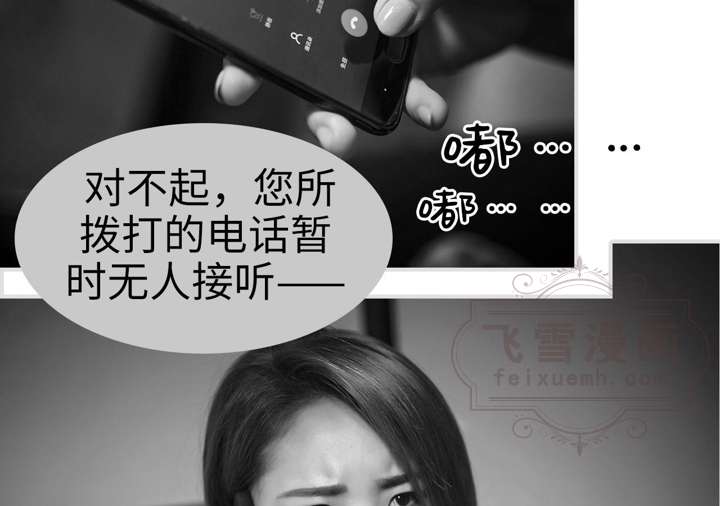 嘟… …
嘟… …
对不起，您所
拨打的电话暂
时无人接听——
飞雪漫画
feixuemh.com